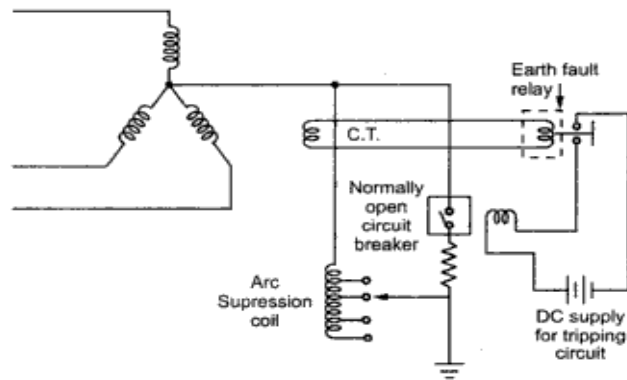 Earth fault
relay
C.T.
Normally
open
circuit
breaker
Arc
Supression
coil
DC supply
for tripping
circuit